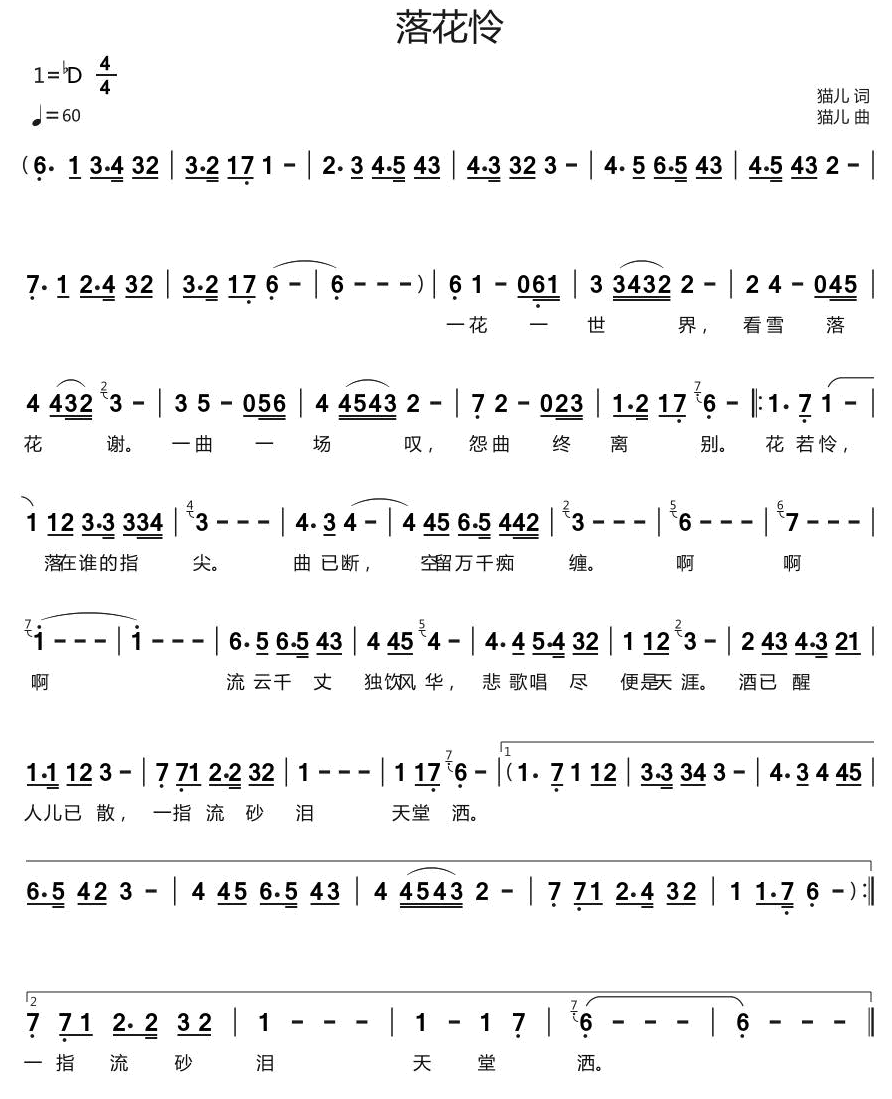 落花怜
1=♭D 4/4
♩=60
猫儿 词
猫儿 曲
(6. 1 3.4 32 | 3.2 17 1 - | 2. 3 4.5 43 | 4.3 32 3 - | 4. 5 6.5 43 | 4.5 43 2 - |
7. 1 2.4 32 | 3.2 17 6 - | 6 - - -) | 6 1 - 061 | 3 3432 2 - | 2 4 - 045 |
一花 一 世 界， 看雪 落
4 432 2 3 - | 3 5 - 056 | 4 4543 2 - | 7 2 - 023 | 1.2 17 7 6 - ‖: 1. 7 1 - |
花 谢。 一曲 一 场 叹， 怨曲 终 离 别。 花 若怜，
1 12 3.3 334 | 4 3 - - - | 4. 3 4 - | 4 45 6.5 442 | 2 3 - - - | 5 6 - - - | 6 7 - - - |
落在谁的指 尖。 曲 已断， 空留万千痴 缠。 啊 啊
7 1 - - - | 1 - - - | 6. 5 6.5 43 | 4 45 5 4 - | 4. 4 5.4 32 | 1 12 2 3 - | 2 43 4.3 21 |
啊 流 云千 丈 独饮风 华， 悲 歌唱 尽 便是天 涯。 酒已 醒
1.1 12 3 - | 7 71 2.2 32 | 1 - - - | 1 17 7 6 - | 1 (1. 7 1 12 | 3.3 34 3 - | 4. 3 4 45 |
人儿已 散， 一指 流 砂 泪 天堂 洒。
6.5 42 3 - | 4 45 6.5 43 | 4 4543 2 - | 7 71 2.4 32 | 1 1.7 6 -) :‖
2
7 71 2. 2 32 | 1 - - - | 1 - 1 7 | 7 6 - - - | 6 - - - ‖
一 指 流 砂 泪 天 堂 洒。